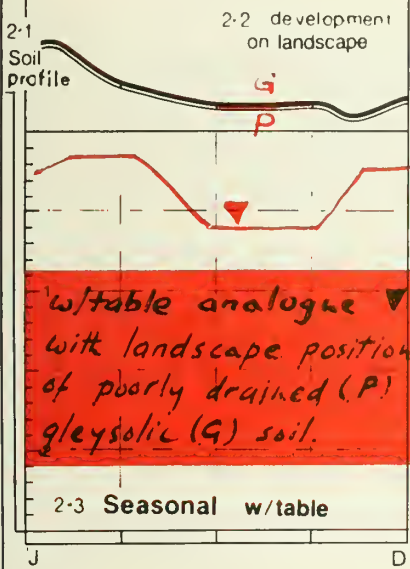 2·1
Soil
profile
2·2 development
on landscape
G
P
w/table analogue ▼
with landscape position
of poorly drained (P)
gleysolic (G) soil.
2·3 Seasonal w/table
J D